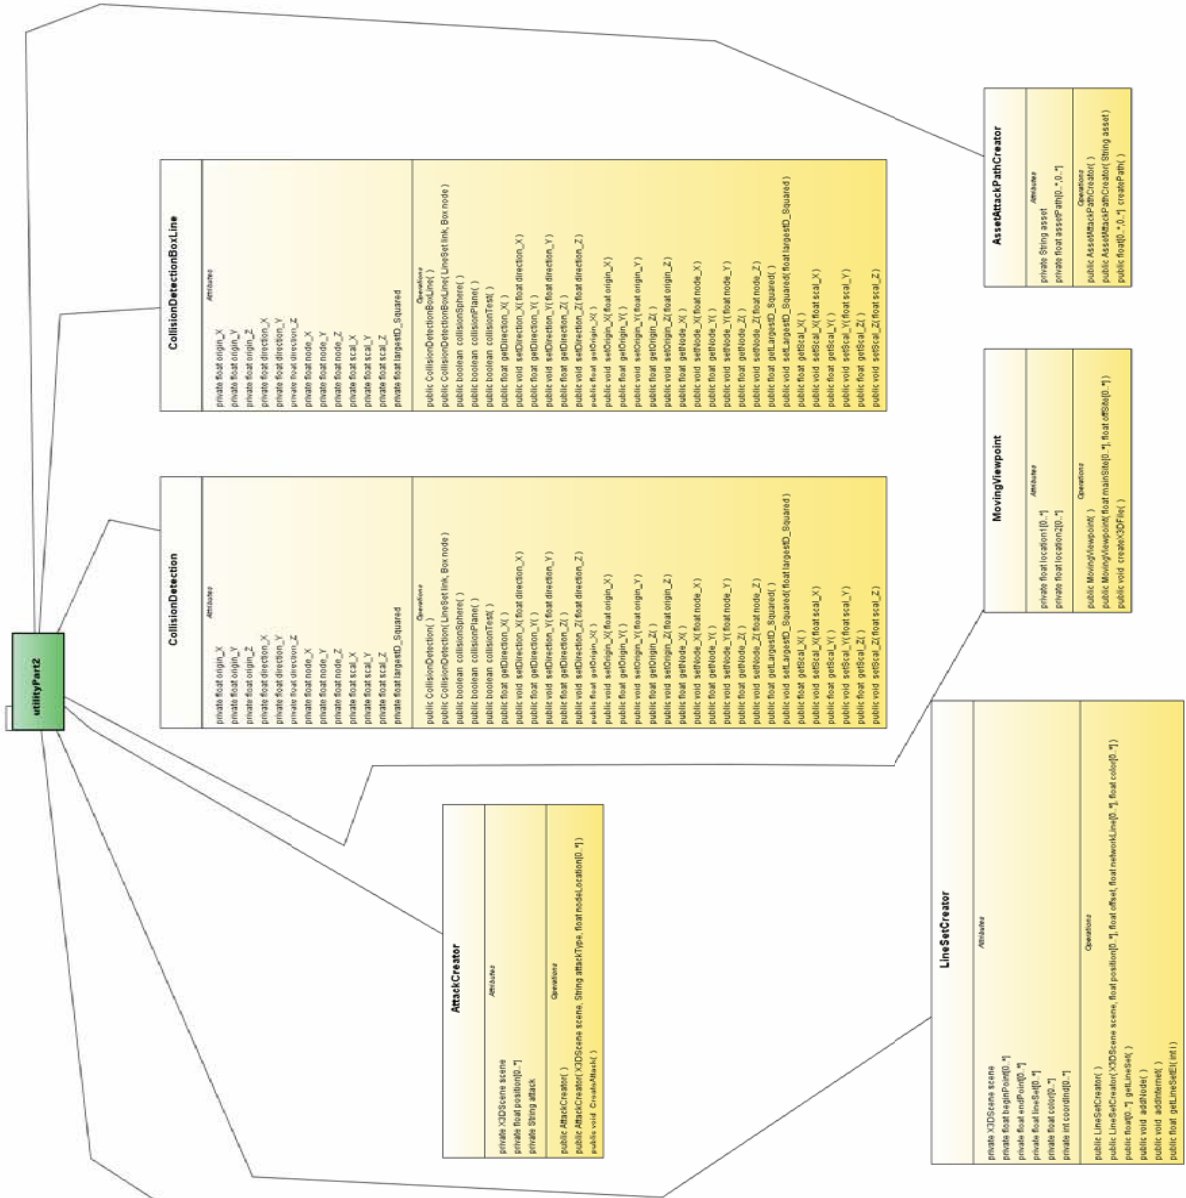 utilityPart2
CollisionDetectionBoxLine
Attributes
private float origin_X
private float origin_Y
private float origin_Z
private float direction_X
private float direction_Y
private float direction_Z
private float node_X
private float node_Y
private float node_Z
private float scal_X
private float scal_Y
private float scal_Z
private float largestD_Squared
Operations
public CollisionDetectionBoxLine( )
public CollisionDetectionBoxLine( LineSet link, Box node )
public boolean collisionSphere( )
public boolean collisionPlane( )
public boolean collisionTest( )
public float getDirection_X( )
public void setDirection_X( float direction_X )
public float getDirection_Y( )
public void setDirection_Y( float direction_Y )
public float getDirection_Z( )
public void setDirection_Z( float direction_Z )
public float getOrigin_X( )
public void setOrigin_X( float origin_X )
public float getOrigin_Y( )
public void setOrigin_Y( float origin_Y )
public float getOrigin_Z( )
public void setOrigin_Z( float origin_Z )
public float getNode_X( )
public void setNode_X( float node_X )
public float getNode_Y( )
public void setNode_Y( float node_Y )
public float getNode_Z( )
public void setNode_Z( float node_Z )
public float getLargestD_Squared( )
public void setLargestD_Squared( float largestD_Squared )
public float getScal_X( )
public void setScal_X( float scal_X )
public float getScal_Y( )
public void setScal_Y( float scal_Y )
public float getScal_Z( )
public void setScal_Z( float scal_Z )
CollisionDetection
Attributes
private float origin_X
private float origin_Y
private float origin_Z
private float direction_X
private float direction_Y
private float direction_Z
private float node_X
private float node_Y
private float node_Z
private float scal_X
private float scal_Y
private float scal_Z
private float largestD_Squared
Operations
public CollisionDetection( )
public CollisionDetection( LineSet link, Box node )
public boolean collisionSphere( )
public boolean collisionPlane( )
public boolean collisionTest( )
public float getDirection_X( )
public void setDirection_X( float direction_X )
public float getDirection_Y( )
public void setDirection_Y( float direction_Y )
public float getDirection_Z( )
public void setDirection_Z( float direction_Z )
public float getOrigin_X( )
public void setOrigin_X( float origin_X )
public float getOrigin_Y( )
public void setOrigin_Y( float origin_Y )
public float getOrigin_Z( )
public void setOrigin_Z( float origin_Z )
public float getNode_X( )
public void setNode_X( float node_X )
public float getNode_Y( )
public void setNode_Y( float node_Y )
public float getNode_Z( )
public void setNode_Z( float node_Z )
public float getLargestD_Squared( )
public void setLargestD_Squared( float largestD_Squared )
public float getScal_X( )
public void setScal_X( float scal_X )
public float getScal_Y( )
public void setScal_Y( float scal_Y )
public float getScal_Z( )
public void setScal_Z( float scal_Z )
AttackCreator
Attributes
private X3DScene scene
private float position[0..*]
private String attack
Operations
public AttackCreator( )
public AttackCreator( X3DScene scene, String attackType, float nodeLocation[0..*] )
public void CreateAttack( )
AssetAttackPathCreator
Attributes
private String asset
private float assetPath[0..*,0..*]
Operations
public AssetAttackPathCreator( )
public AssetAttackPathCreator( String asset )
public float[0..*,0..*] createPath( )
MovingViewpoint
Attributes
private float location1[0..*]
private float location2[0..*]
Operations
public MovingViewpoint( )
public MovingViewpoint( float mainSite[0..*], float offSite[0..*] )
public void createX3DFile( )
LineSetCreator
Attributes
private X3DScene scene
private float beginPoint[0..*]
private float endPoint[0..*]
private float lineSet[0..*]
private float color[0..*]
private int coordInd[0..*]
Operations
public LineSetCreator( )
public LineSetCreator( X3DScene scene, float position[0..*], float offset, float networkLine[0..*], float color[0..*] )
public float[0..*] getLineSet( )
public void addNode( )
public void addInternet( )
public float getLineSetEl( int i )